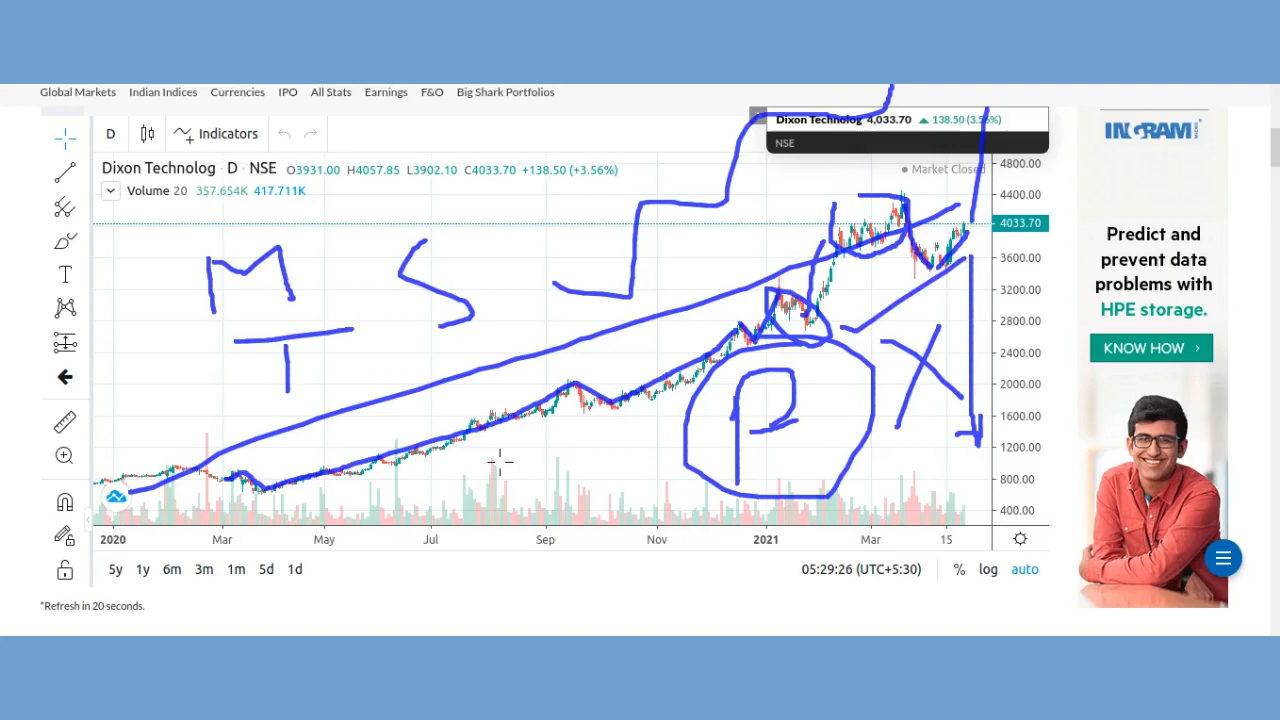 Global Markets Indian Indices Currencies IPO All Stats Earnings F&O Big Shark Portfolios
D Indicators
Dixon Technolog 4,033.70 ▲ 138.50 (3.56%)
NSE
Dixon Technolog · D · NSE O3931.00 H4057.85 L3902.10 C4033.70 +138.50 (+3.56%)
Market Closed
Volume 20 357.654K 417.711K
4800.00
4400.00
4033.70
3600.00
3200.00
2800.00
2400.00
2000.00
1600.00
1200.00
800.00
400.00
M
S
I
P
X
2020 Mar May Jul Sep Nov 2021 Mar 15
5y 1y 6m 3m 1m 5d 1d 05:29:26 (UTC+5:30) % log auto
*Refresh in 20 seconds.
INGRAM
Predict and
prevent data
problems with
HPE storage.
KNOW HOW ›